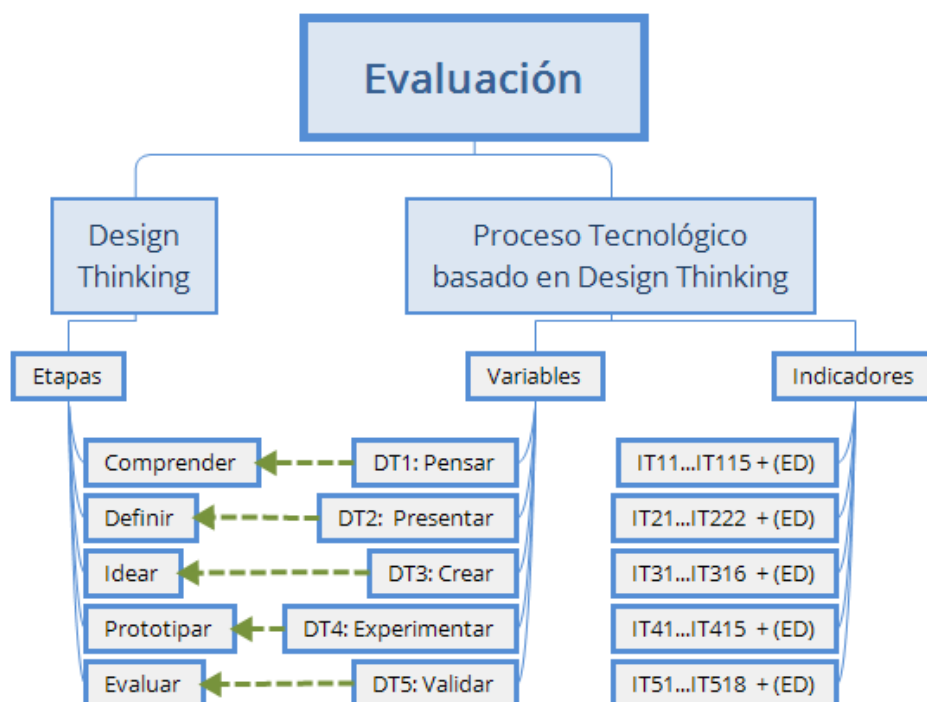 Evaluación
Design
Thinking
Proceso Tecnológico
basado en Design Thinking
Etapas
Variables
Indicadores
Comprender
DT1: Pensar
IT11...IT115 + (ED)
Definir
DT2: Presentar
IT21...IT222 + (ED)
Idear
DT3: Crear
IT31...IT316 + (ED)
Prototipar
DT4: Experimentar
IT41...IT415 + (ED)
Evaluar
DT5: Validar
IT51...IT518 + (ED)